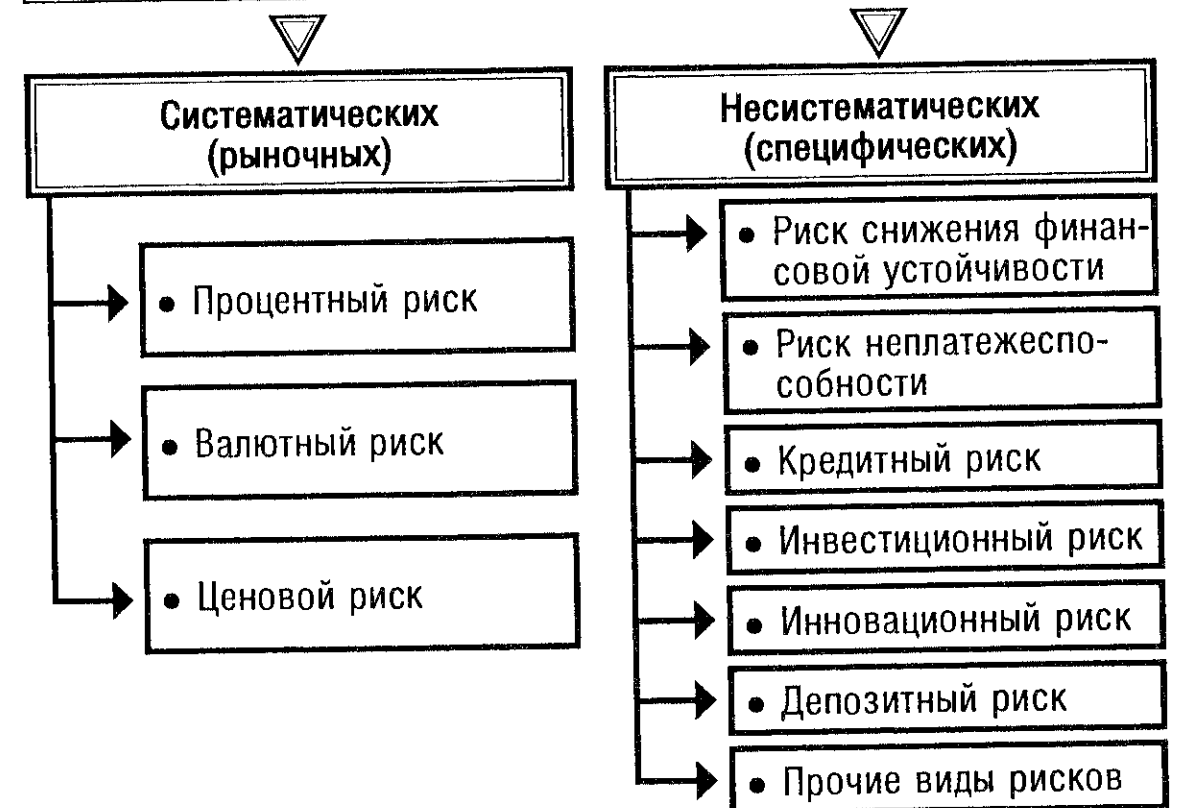 Систематических
(рыночных)
• Процентный риск
• Валютный риск
• Ценовой риск
Несистематических
(специфических)
• Риск снижения финан-
совой устойчивости
• Риск неплатежеспо-
собности
• Кредитный риск
• Инвестиционный риск
• Инновационный риск
• Депозитный риск
• Прочие виды рисков